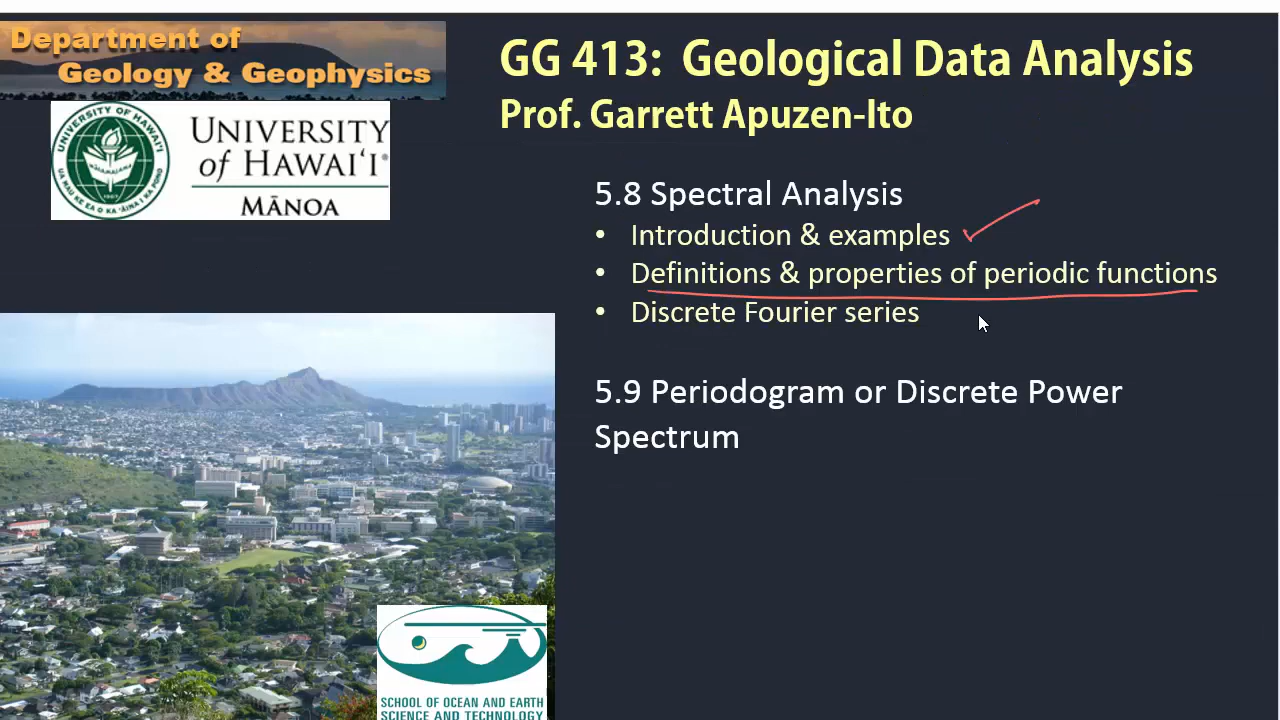 Department of
Geology & Geophysics
UNIVERSITY
of HAWAIʻI®
MĀNOA
GG 413: Geological Data Analysis
Prof. Garrett Apuzen-Ito
5.8 Spectral Analysis
• Introduction & examples
• Definitions & properties of periodic functions
• Discrete Fourier series
5.9 Periodogram or Discrete Power
Spectrum
SCHOOL OF OCEAN AND EARTH
SCIENCE AND TECHNOLOGY